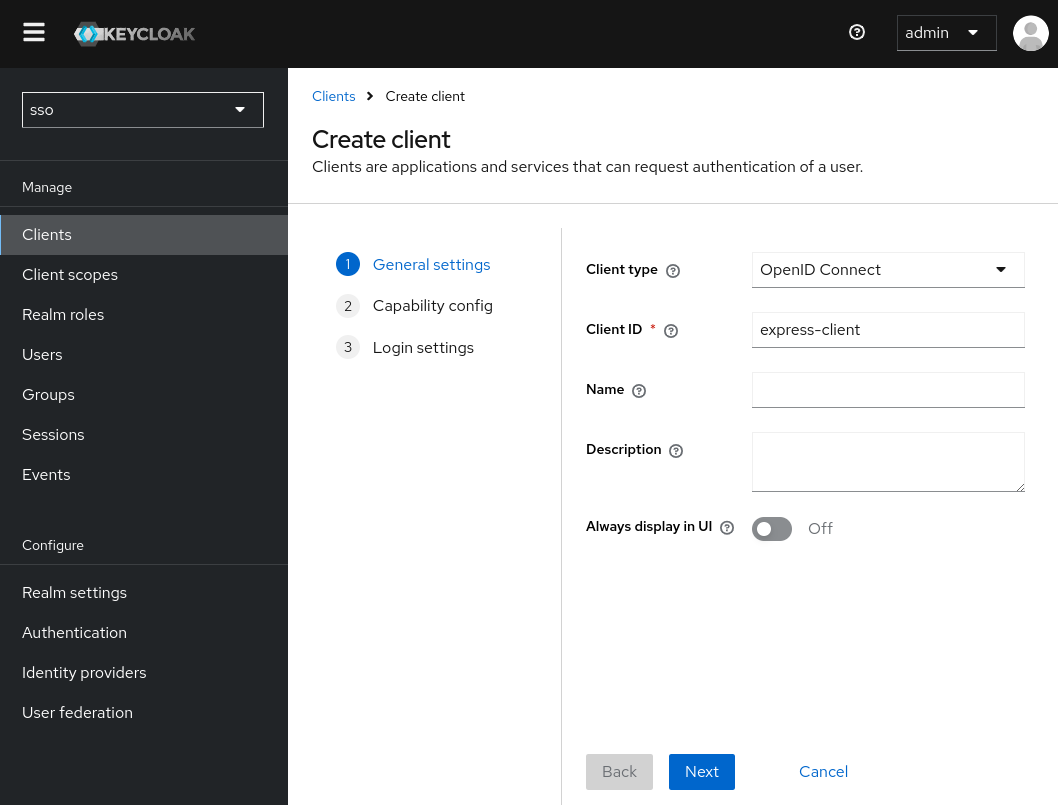 KEYCLOAK
admin
sso
Manage
Clients
Client scopes
Realm roles
Users
Groups
Sessions
Events
Configure
Realm settings
Authentication
Identity providers
User federation
Clients > Create client
Create client
Clients are applications and services that can request authentication of a user.
1 General settings
2 Capability config
3 Login settings
Client type ? OpenID Connect
Client ID * ? express-client
Name ?
Description ?
Always display in UI ? Off
Back Next Cancel